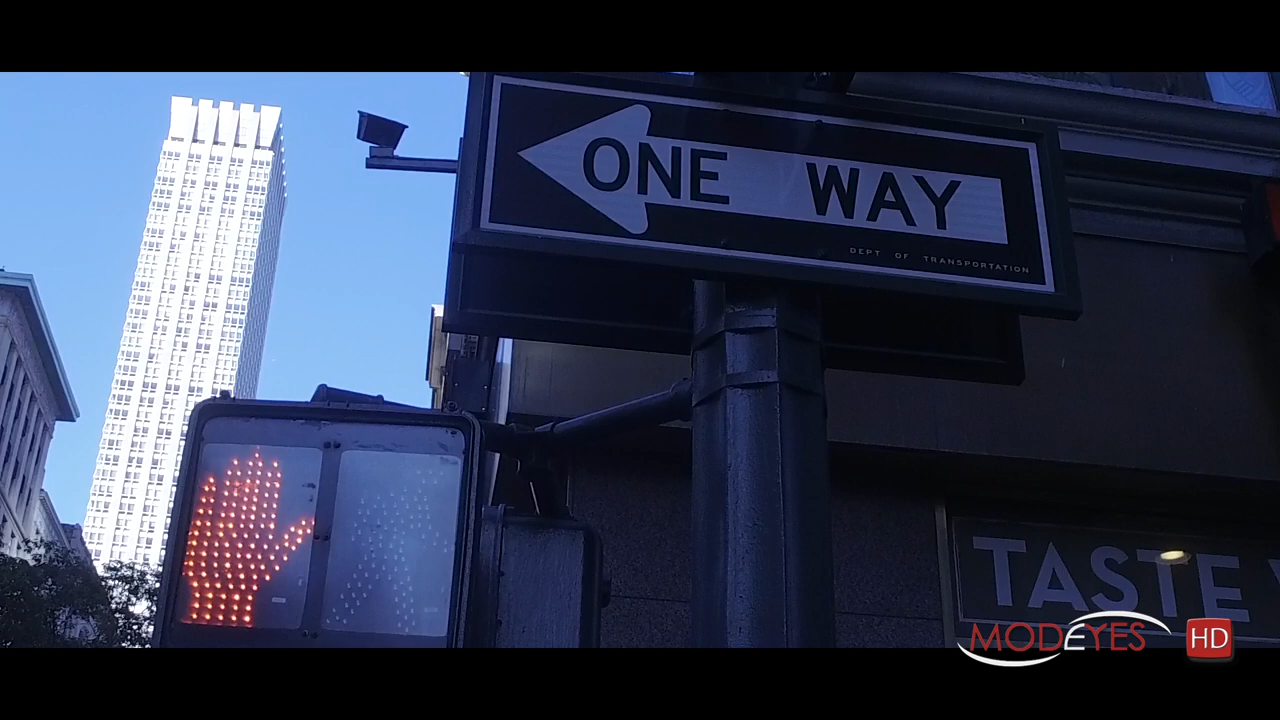 ONE WAY
DEPT OF TRANSPORTATION
TASTE
MODEYES HD